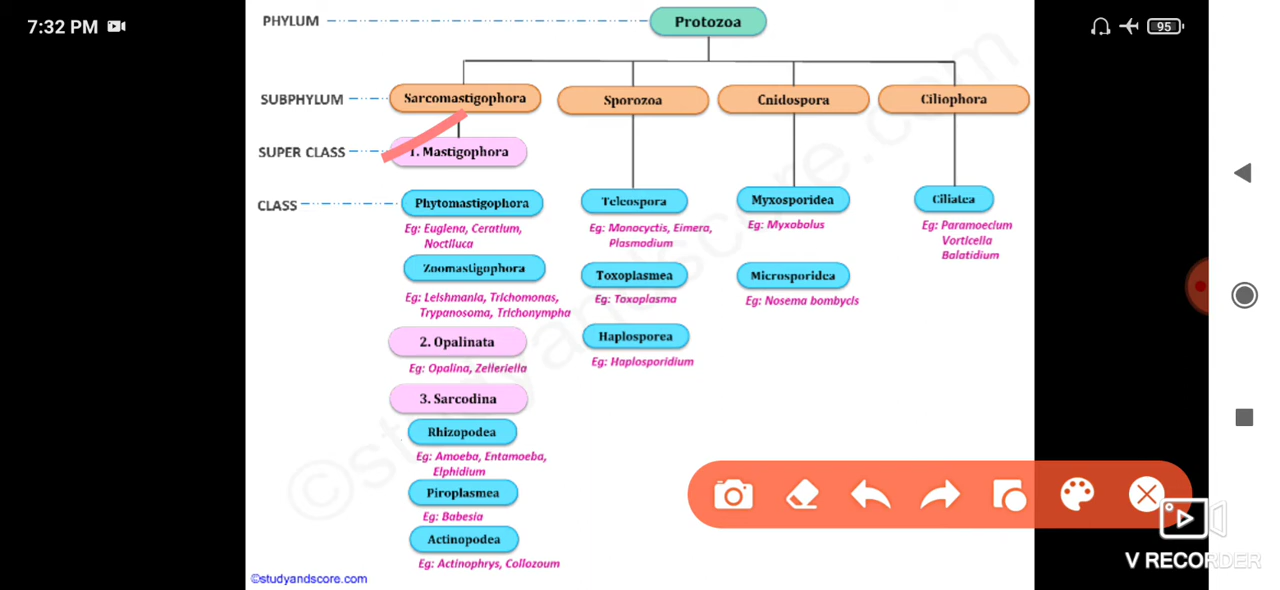 7:32 PM
95
PHYLUM
Protozoa
SUBPHYLUM
Sarcomastigophora
Sporozoa
Cnidospora
Ciliophora
SUPER CLASS
1. Mastigophora
CLASS
Phytomastigophora
Eg: Euglena, Ceratium,
Noctiluca
Zoomastigophora
Eg: Leishmania, Trichomonas,
Trypanosoma, Trichonympha
2. Opalinata
Eg: Opalina, Zelleriella
3. Sarcodina
Rhizopodea
Eg: Amoeba, Entamoeba,
Elphidium
Piroplasmea
Eg: Babesia
Actinopodea
Eg: Actinophrys, Collozoum
Teleospora
Eg: Monocyctis, Eimera,
Plasmodium
Toxoplasmea
Eg: Toxoplasma
Haplosporea
Eg: Haplosporidium
Myxosporidea
Eg: Myxobolus
Microsporidea
Eg: Nosema bombycis
Ciliatea
Eg: Paramoecium
Vorticella
Balatidium
©studyandscore.com
©studyandscore.com
V RECORDER